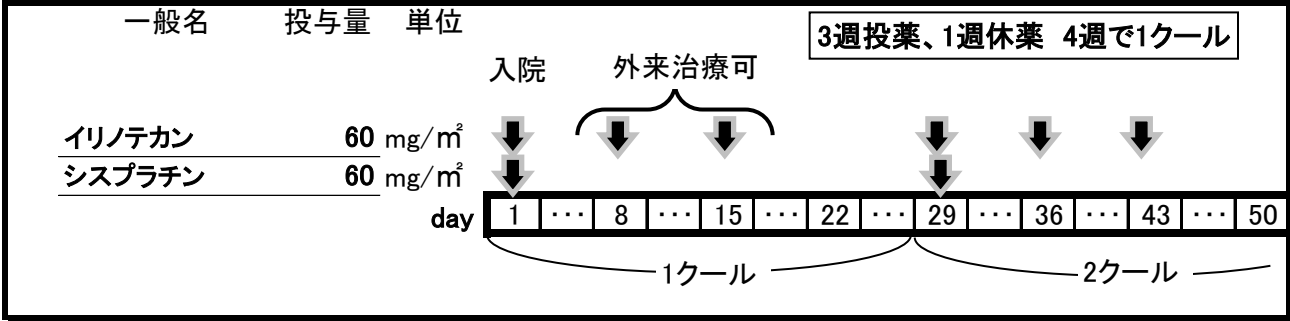 一般名 投与量 単位
3週投薬、1週休薬 4週で1クール
入院 外来治療可
イリノテカン 60 mg/㎡
シスプラチン 60 mg/㎡
day 1 ・・・ 8 ・・・ 15 ・・・ 22 ・・・ 29 ・・・ 36 ・・・ 43 ・・・ 50
1クール 2クール